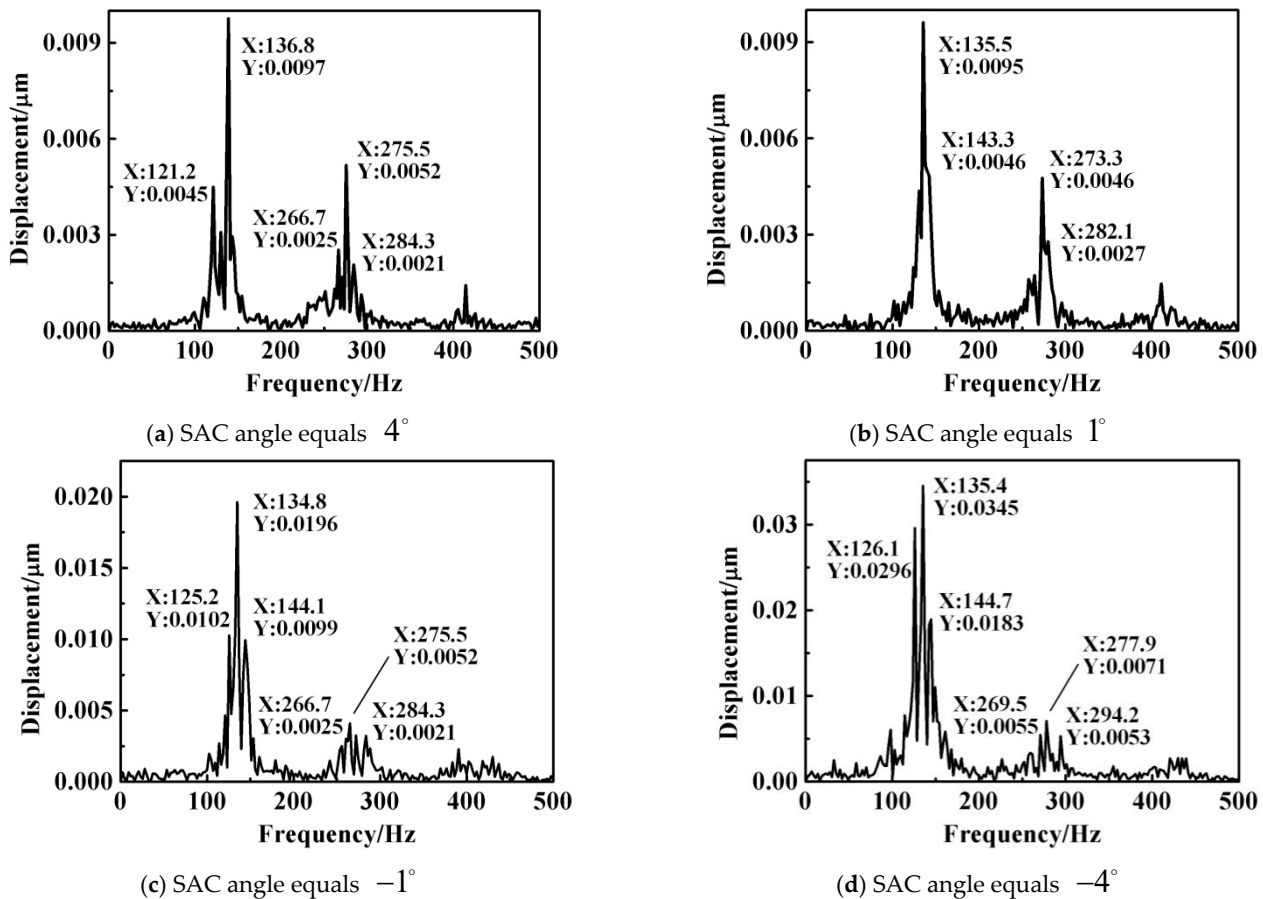 0.009
0.006
0.003
0.000
Displacement/μm
X:136.8
Y:0.0097
X:121.2
Y:0.0045
X:275.5
Y:0.0052
X:266.7
Y:0.0025
X:284.3
Y:0.0021
0 100 200 300 400 500
Frequency/Hz
(a) SAC angle equals 4°
0.009
0.006
0.003
0.000
Displacement/μm
X:135.5
Y:0.0095
X:143.3
Y:0.0046
X:273.3
Y:0.0046
X:282.1
Y:0.0027
0 100 200 300 400 500
Frequency/Hz
(b) SAC angle equals 1°
0.020
0.015
0.010
0.005
0.000
Displacement/μm
X:134.8
Y:0.0196
X:125.2
Y:0.0102
X:144.1
Y:0.0099
X:275.5
Y:0.0052
X:266.7
Y:0.0025
X:284.3
Y:0.0021
0 100 200 300 400 500
Frequency/Hz
(c) SAC angle equals −1°
0.03
0.02
0.01
0.00
Displacement/μm
X:135.4
Y:0.0345
X:126.1
Y:0.0296
X:144.7
Y:0.0183
X:277.9
Y:0.0071
X:269.5
Y:0.0055
X:294.2
Y:0.0053
0 100 200 300 400 500
Frequency/Hz
(d) SAC angle equals −4°